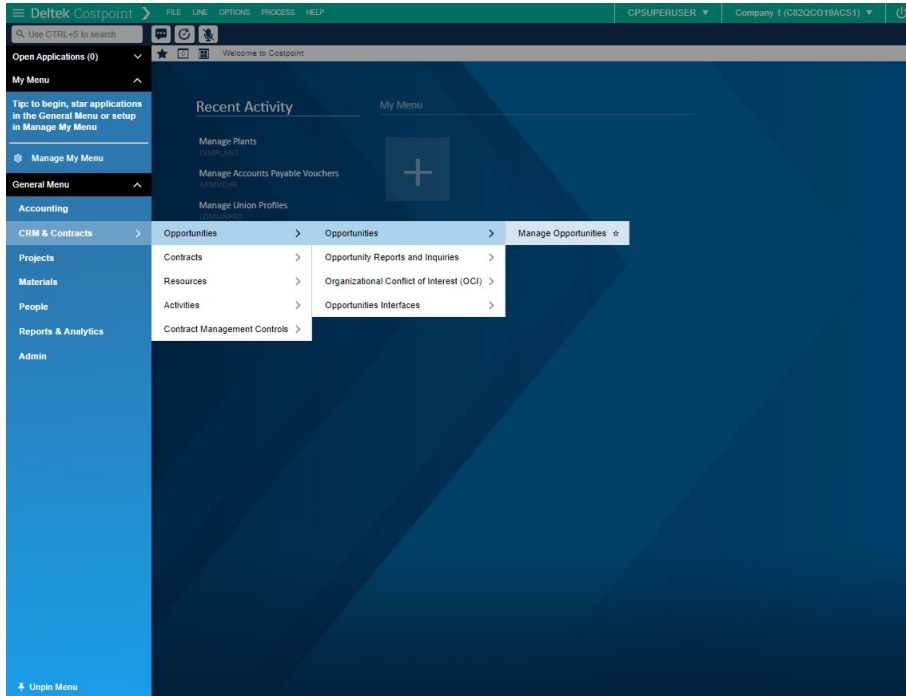 Deltek Costpoint
FILE LINE OPTIONS PROCESS HELP
CPSUPERUSER
Company 1 (C82QCO19ACS1)
Use CTRL+S to search
Open Applications (0)
Welcome to Costpoint
My Menu
Tip: to begin, star applications
in the General Menu or setup
in Manage My Menu
Manage My Menu
General Menu
Accounting
CRM & Contracts
Projects
Materials
People
Reports & Analytics
Admin
Unpin Menu
Recent Activity
Manage Plants
INMPLANT
Manage Accounts Payable Vouchers
APMVCHR
Manage Union Profiles
LDMUNPRO
My Menu
Opportunities
Contracts
Resources
Activities
Contract Management Controls
Opportunities
Opportunity Reports and Inquiries
Organizational Conflict of Interest (OCI)
Opportunities Interfaces
Manage Opportunities